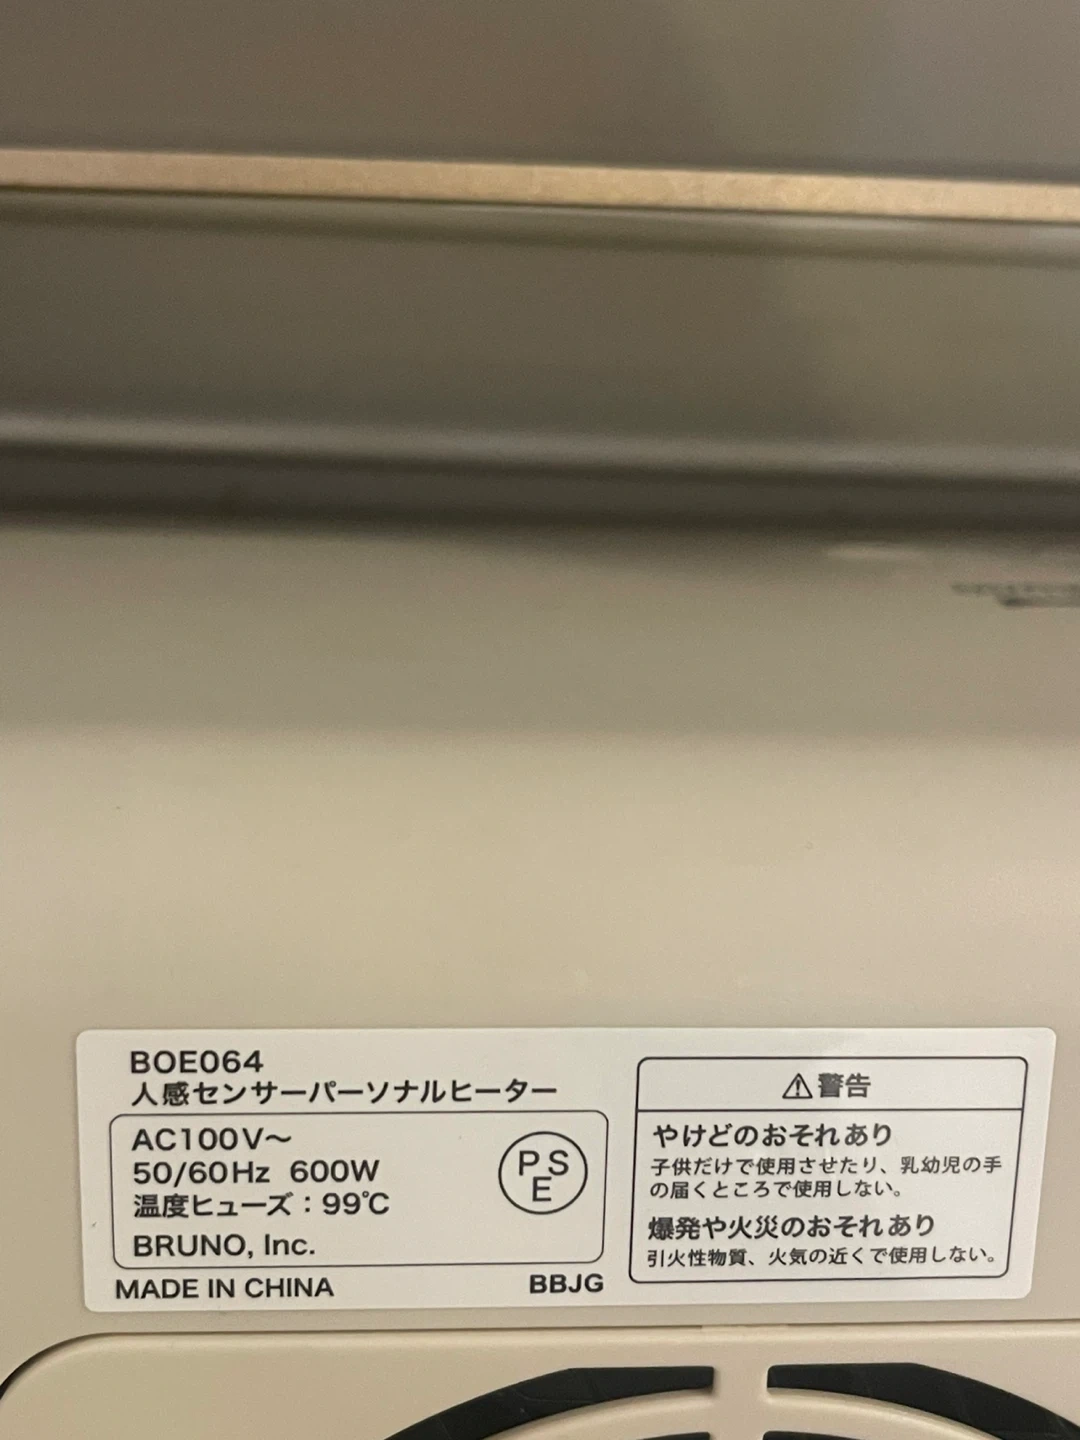 BOE064
人感センサーパーソナルヒーター
AC100V〜
50/60Hz 600W
温度ヒューズ：99℃
BRUNO, Inc.
PSE
MADE IN CHINA
BBJG
⚠警告
やけどのおそれあり
子供だけで使用させたり、乳幼児の手
の届くところで使用しない。
爆発や火災のおそれあり
引火性物質、火気の近くで使用しない。